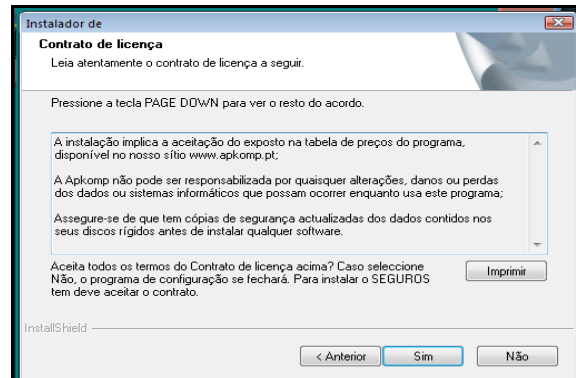 Instalador de
Contrato de licença
Leia atentamente o contrato de licença a seguir.
Pressione a tecla PAGE DOWN para ver o resto do acordo.
A instalação implica a aceitação do exposto na tabela de preços do programa,
disponível no nosso sítio www.apkomp.pt;
A Apkomp não pode ser responsabilizada por quaisquer alterações, danos ou perdas
dos dados ou sistemas informáticos que possam ocorrer enquanto usa este programa;
Assegure-se de que tem cópias de segurança actualizadas dos dados contidos nos
seus discos rígidos antes de instalar qualquer software.
Aceita todos os termos do Contrato de licença acima? Caso seleccione
Não, o programa de configuração se fechará. Para instalar o SEGUROS
tem deve aceitar o contrato.
Imprimir
InstallShield
< Anterior
Sim
Não